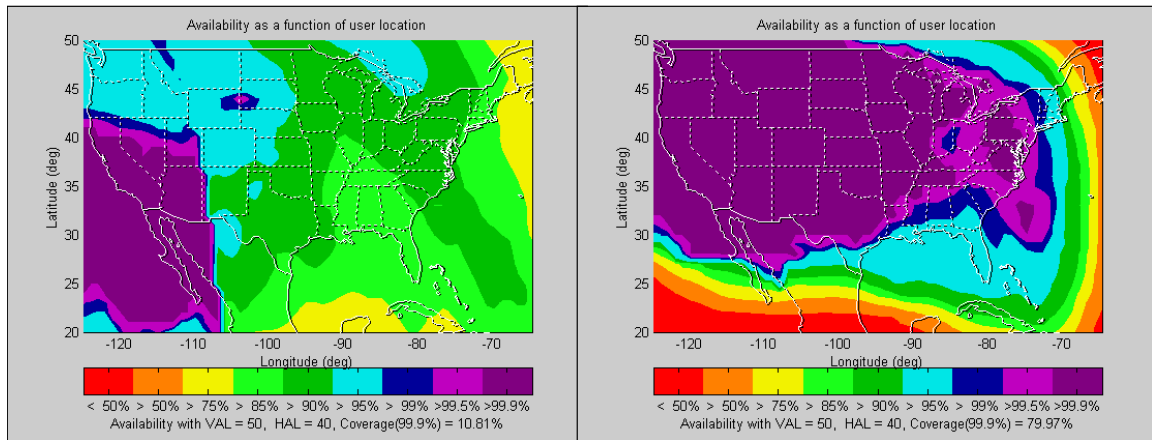 Availability as a function of user location
50
45
40
35
30
25
20
Latitude (deg)
-120 -110 -100 -90 -80 -70
Longitude (deg)
< 50% > 50% > 75% > 85% > 90% > 95% > 99% >99.5% >99.9%
Availability with VAL = 50, HAL = 40, Coverage(99.9%) = 10.81%
Availability as a function of user location
50
45
40
35
30
25
20
Latitude (deg)
-120 -110 -100 -90 -80 -70
Longitude (deg)
< 50% > 50% > 75% > 85% > 90% > 95% > 99% >99.5% >99.9%
Availability with VAL = 50, HAL = 40, Coverage(99.9%) = 79.97%